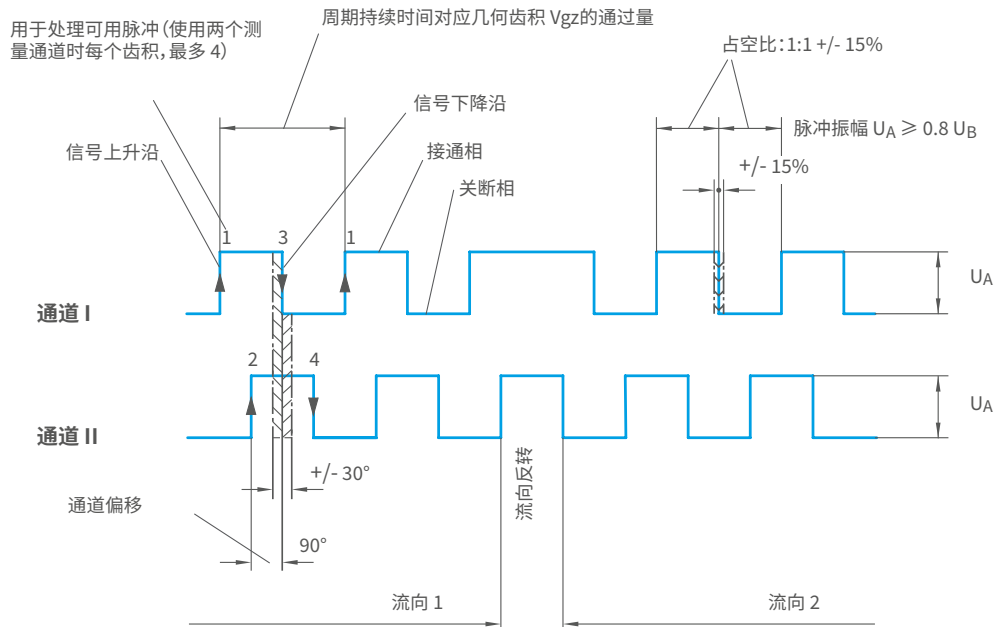 周期持续时间对应几何齿积 Vgz的通过量
用于处理可用脉冲（使用两个测
量通道时每个齿积，最多 4）
占空比：1:1 +/- 15%
信号下降沿
脉冲振幅 UA ≥ 0.8 UB
信号上升沿
接通相
+/- 15%
关断相
1
3
1
UA
通道 I
2
4
UA
通道 II
+/- 30°
流向反转
通道偏移
90°
流向 1
流向 2